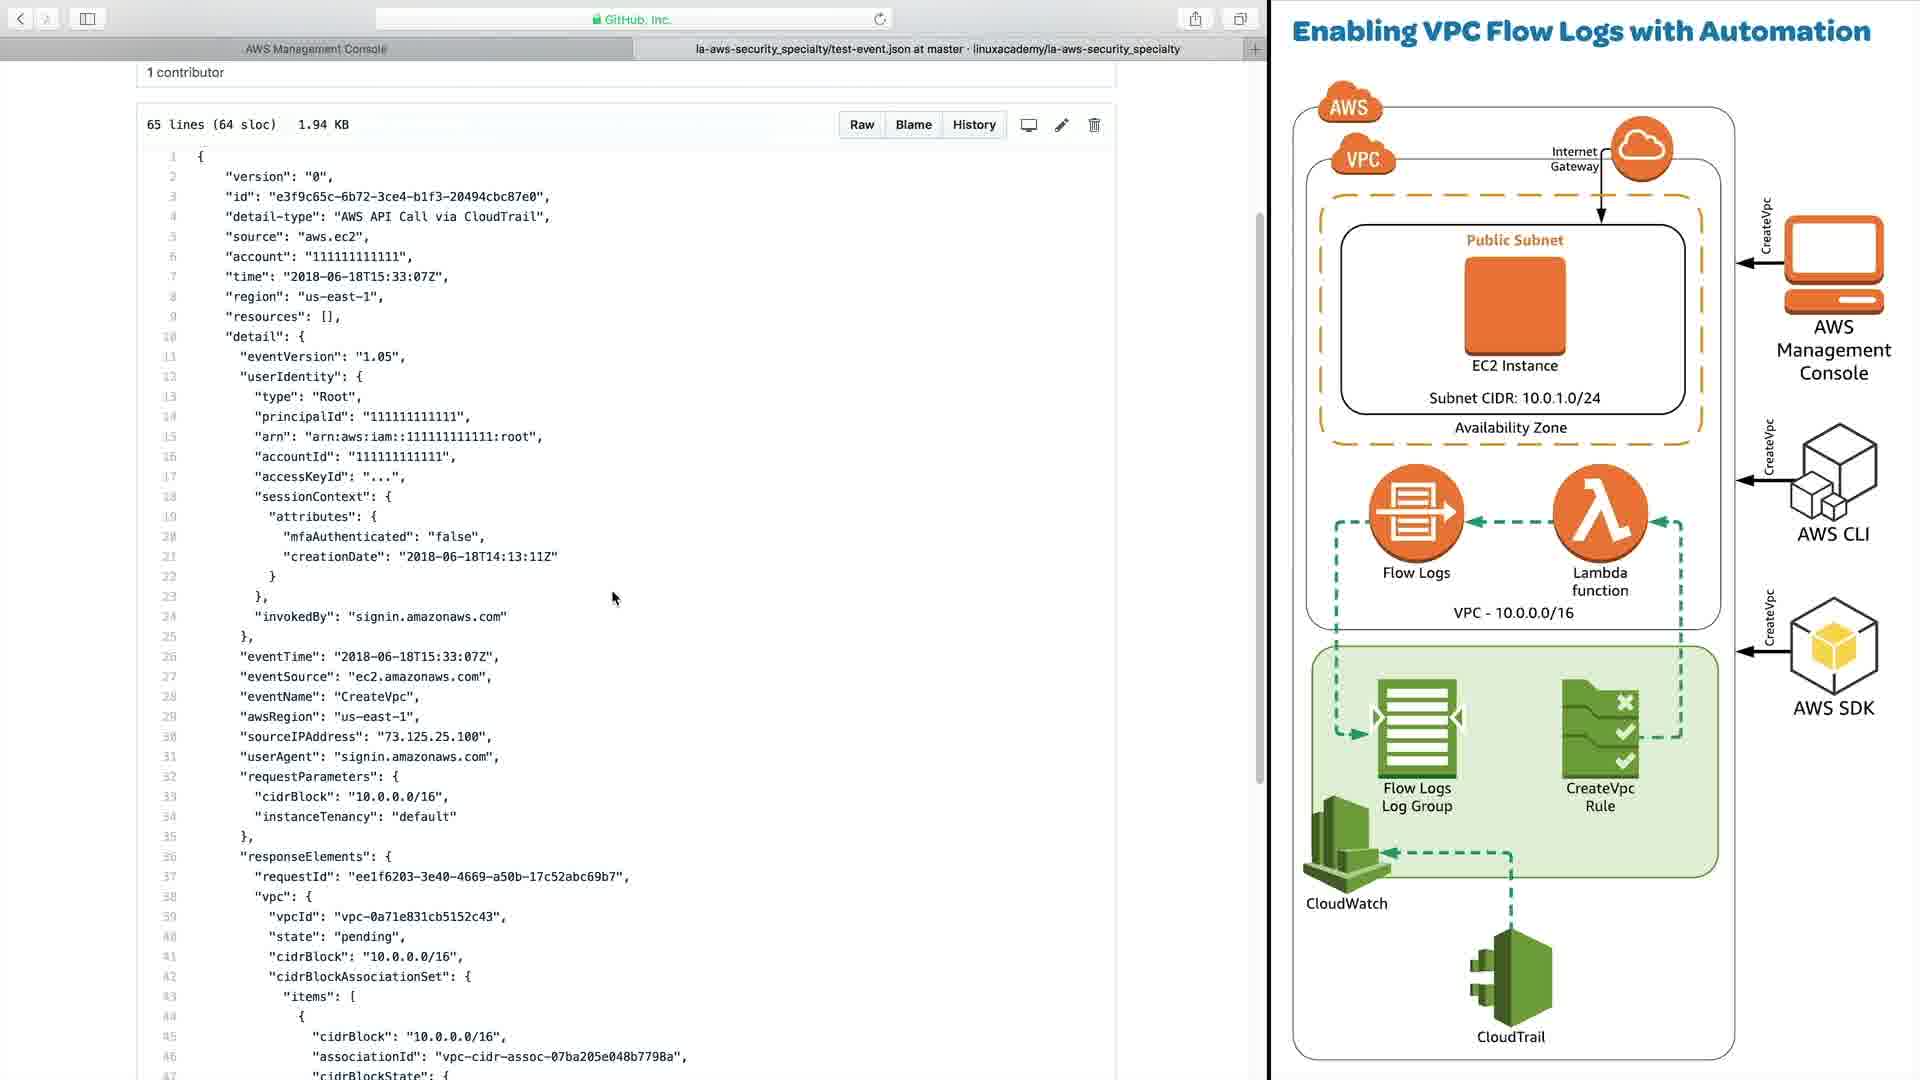 GitHub, Inc.
AWS Management Console
la-aws-security_specialty/test-event.json at master · linuxacademy/la-aws-security_specialty
1 contributor
65 lines (64 sloc) 1.94 KB
Raw Blame History
1 {
2 "version": "0",
3 "id": "e3f9c65c-6b72-3ce4-b1f3-20494cbc87e0",
4 "detail-type": "AWS API Call via CloudTrail",
5 "source": "aws.ec2",
6 "account": "111111111111",
7 "time": "2018-06-18T15:33:07Z",
8 "region": "us-east-1",
9 "resources": [],
10 "detail": {
11 "eventVersion": "1.05",
12 "userIdentity": {
13 "type": "Root",
14 "principalId": "111111111111",
15 "arn": "arn:aws:iam::111111111111:root",
16 "accountId": "111111111111",
17 "accessKeyId": "...",
18 "sessionContext": {
19 "attributes": {
20 "mfaAuthenticated": "false",
21 "creationDate": "2018-06-18T14:13:11Z"
22 }
23 },
24 "invokedBy": "signin.amazonaws.com"
25 },
26 "eventTime": "2018-06-18T15:33:07Z",
27 "eventSource": "ec2.amazonaws.com",
28 "eventName": "CreateVpc",
29 "awsRegion": "us-east-1",
30 "sourceIPAddress": "73.125.25.100",
31 "userAgent": "signin.amazonaws.com",
32 "requestParameters": {
33 "cidrBlock": "10.0.0.0/16",
34 "instanceTenancy": "default"
35 },
36 "responseElements": {
37 "requestId": "ee1f6203-3e40-4669-a50b-17c52abc69b7",
38 "vpc": {
39 "vpcId": "vpc-0a71e831cb5152c43",
40 "state": "pending",
41 "cidrBlock": "10.0.0.0/16",
42 "cidrBlockAssociationSet": {
43 "items": [
44 {
45 "cidrBlock": "10.0.0.0/16",
46 "associationId": "vpc-cidr-assoc-07ba205e048b7798a",
47 "cidrBlockState": {
Enabling VPC Flow Logs with Automation
AWS
VPC
Internet
Gateway
Public Subnet
EC2 Instance
Subnet CIDR: 10.0.1.0/24
Availability Zone
Flow Logs
Lambda
function
VPC - 10.0.0.0/16
Flow Logs
Log Group
CreateVpc
Rule
CloudWatch
CloudTrail
CreateVpc
AWS
Management
Console
CreateVpc
AWS CLI
CreateVpc
AWS SDK